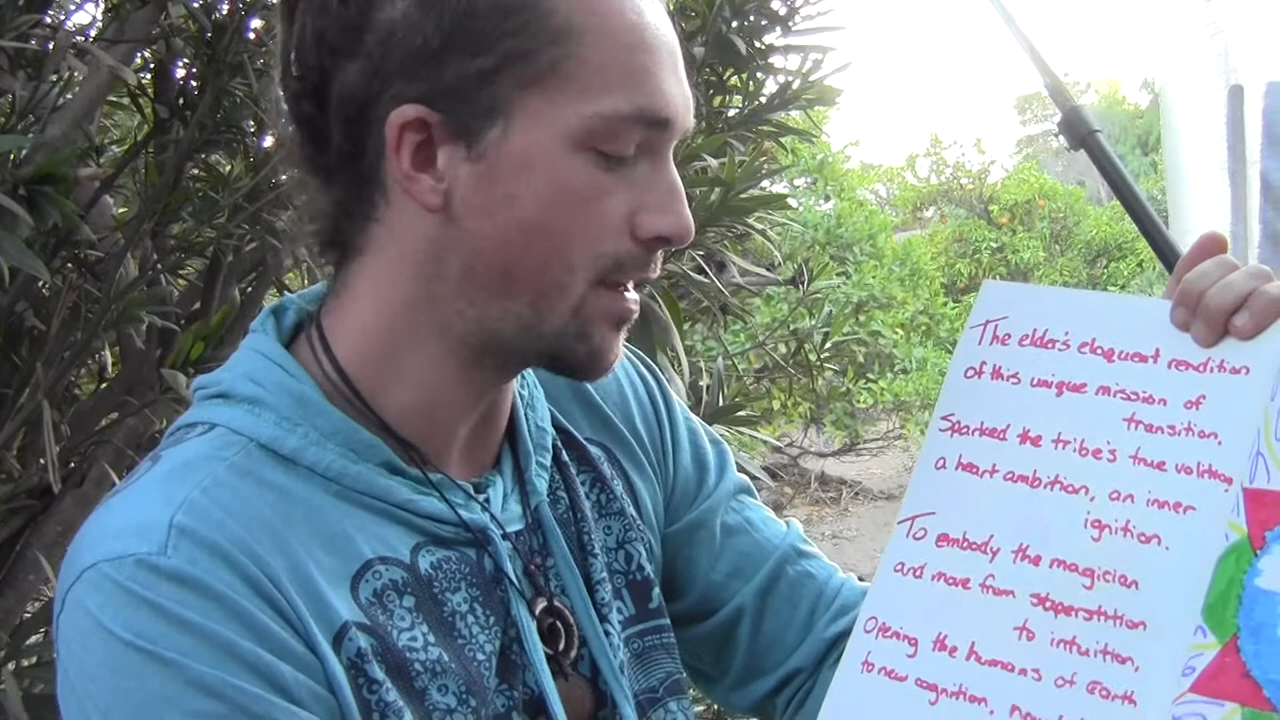 The elder's eloquent rendition
of this unique mission of
transition.
Sparked the tribe's true volition
a heart ambition, an inner
ignition.
To embody the magician
and move from superstition
to intuition,
Opening the humans of Earth
to new cognition,